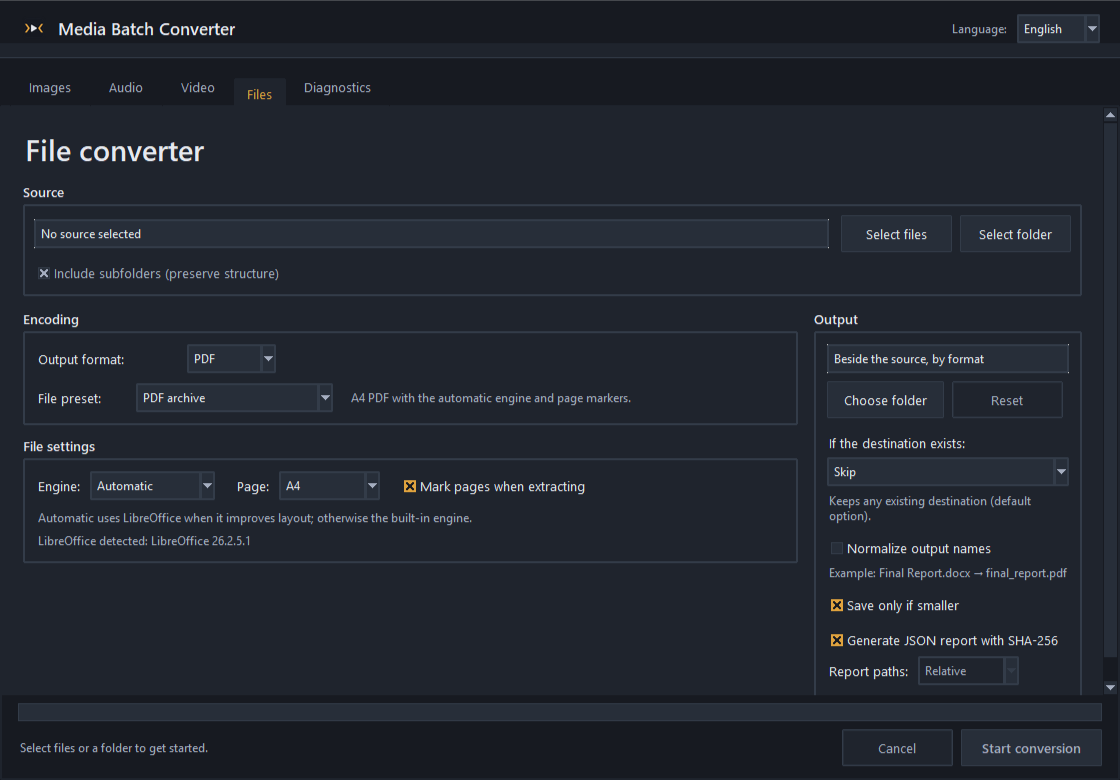 Media Batch Converter
Language: English
Images Audio Video Files Diagnostics
File converter
Source
No source selected
Select files
Select folder
Include subfolders (preserve structure)
Encoding
Output format: PDF
File preset: PDF archive A4 PDF with the automatic engine and page markers.
File settings
Engine: Automatic Page: A4 Mark pages when extracting
Automatic uses LibreOffice when it improves layout; otherwise the built-in engine.
LibreOffice detected: LibreOffice 26.2.5.1
Output
Beside the source, by format
Choose folder Reset
If the destination exists:
Skip
Keeps any existing destination (default
option).
Normalize output names
Example: Final Report.docx → final_report.pdf
Save only if smaller
Generate JSON report with SHA-256
Report paths: Relative
Select files or a folder to get started.
Cancel Start conversion